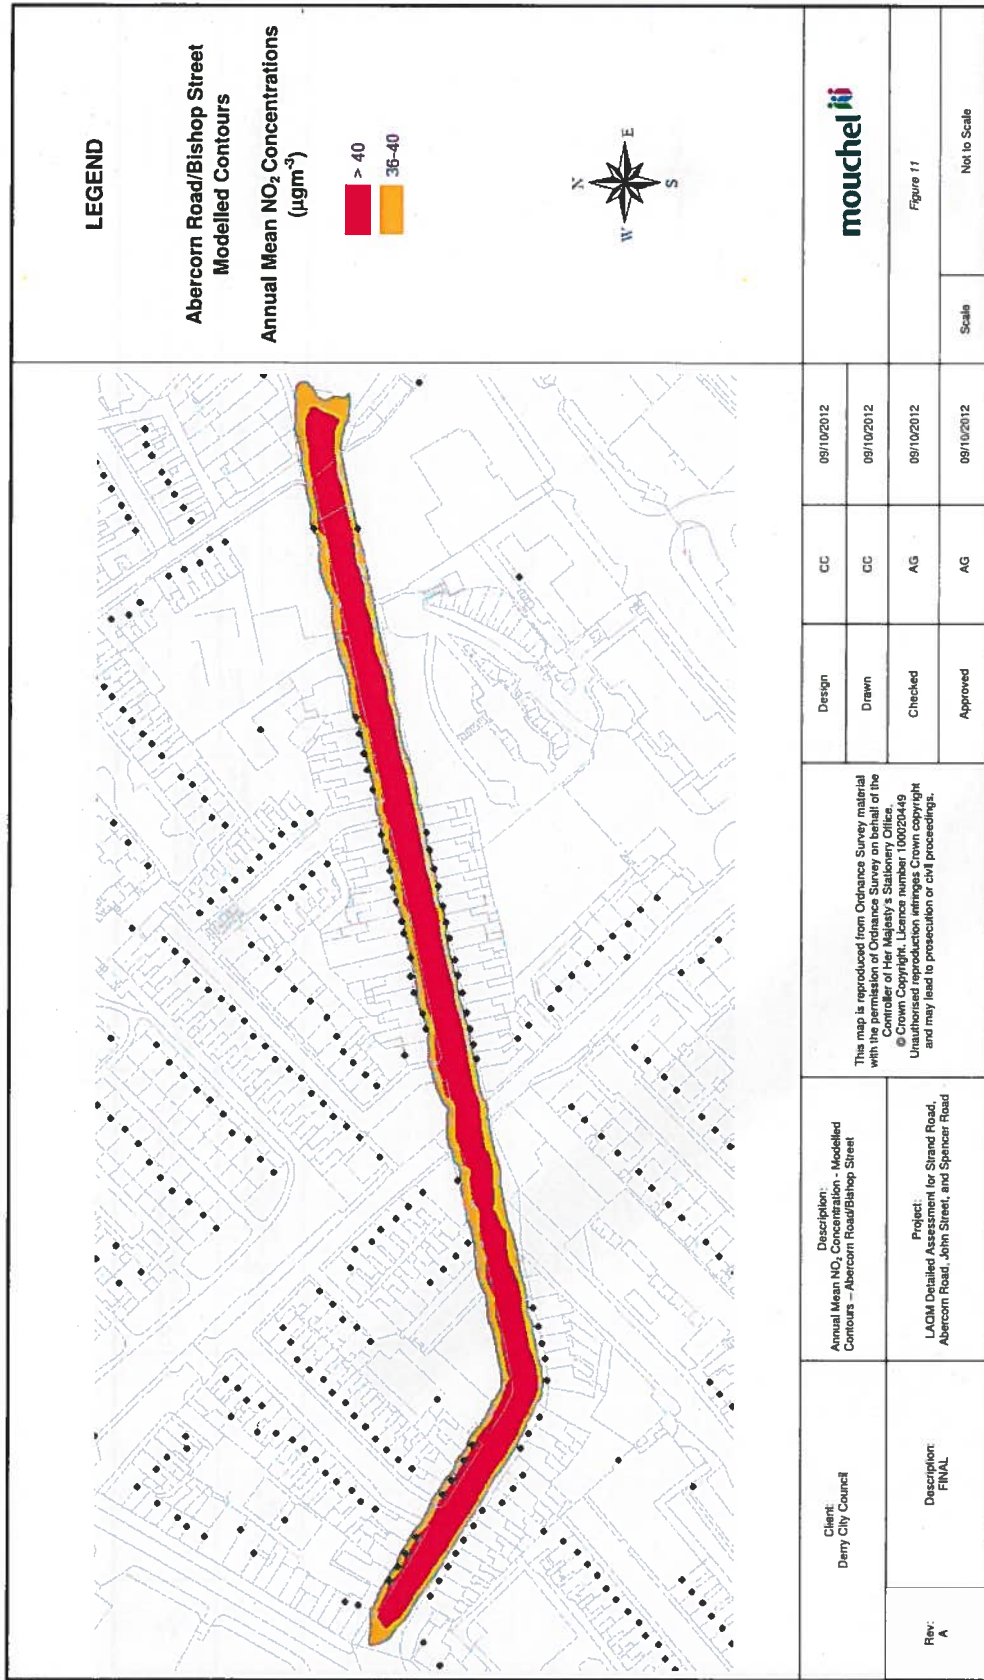 LEGEND
Abercorn Road/Bishop Street
Modelled Contours
Annual Mean NO₂ Concentrations
(µgm⁻³)
> 40
36-40
N
W
E
S
Client:
Derry City Council
Description:
Annual Mean NO₂ Concentration - Modelled
Contours – Abercorn Road/Bishop Street
This map is reproduced from Ordnance Survey material
with the permission of Ordnance Survey on behalf of the
Controller of Her Majesty's Stationery Office.
© Crown Copyright. Licence number 100020449
Unauthorised reproduction infringes Crown copyright
and may lead to prosecution or civil proceedings.
Design
CC
09/10/2012
Drawn
CC
09/10/2012
mouchel
Rev:
A
Description:
FINAL
Project:
LAQM Detailed Assessment for Strand Road,
Abercorn Road, John Street, and Spencer Road
Checked
AG
09/10/2012
Figure 11
Approved
AG
09/10/2012
Scale
Not to Scale